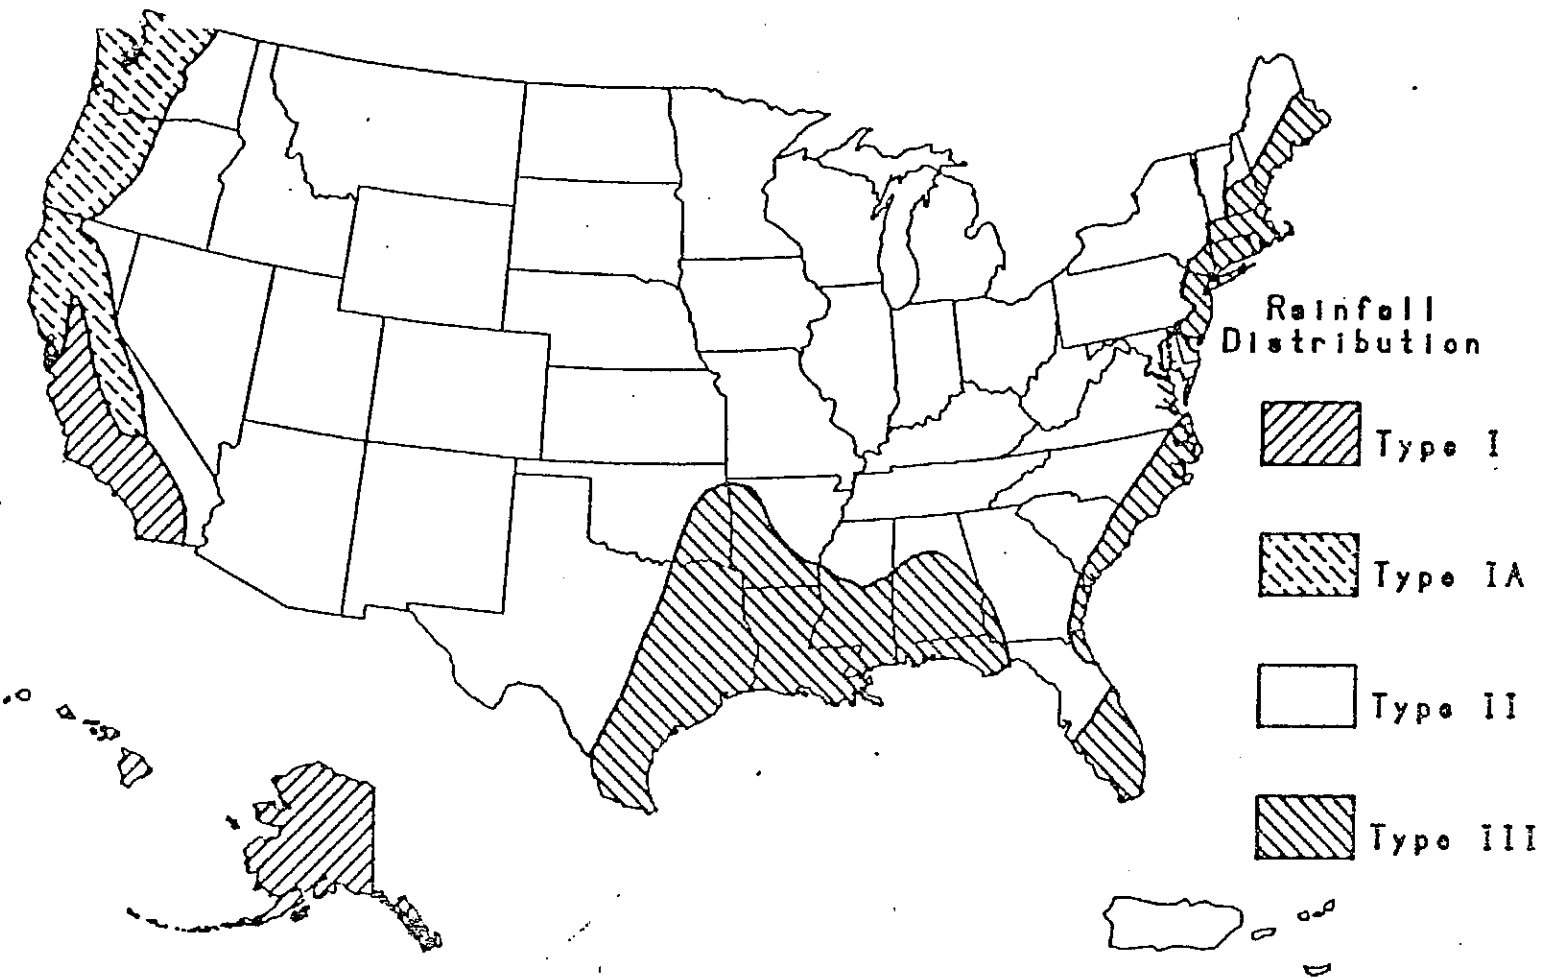 Rainfall
Distribution
Type I
Type IA
Type II
Type III